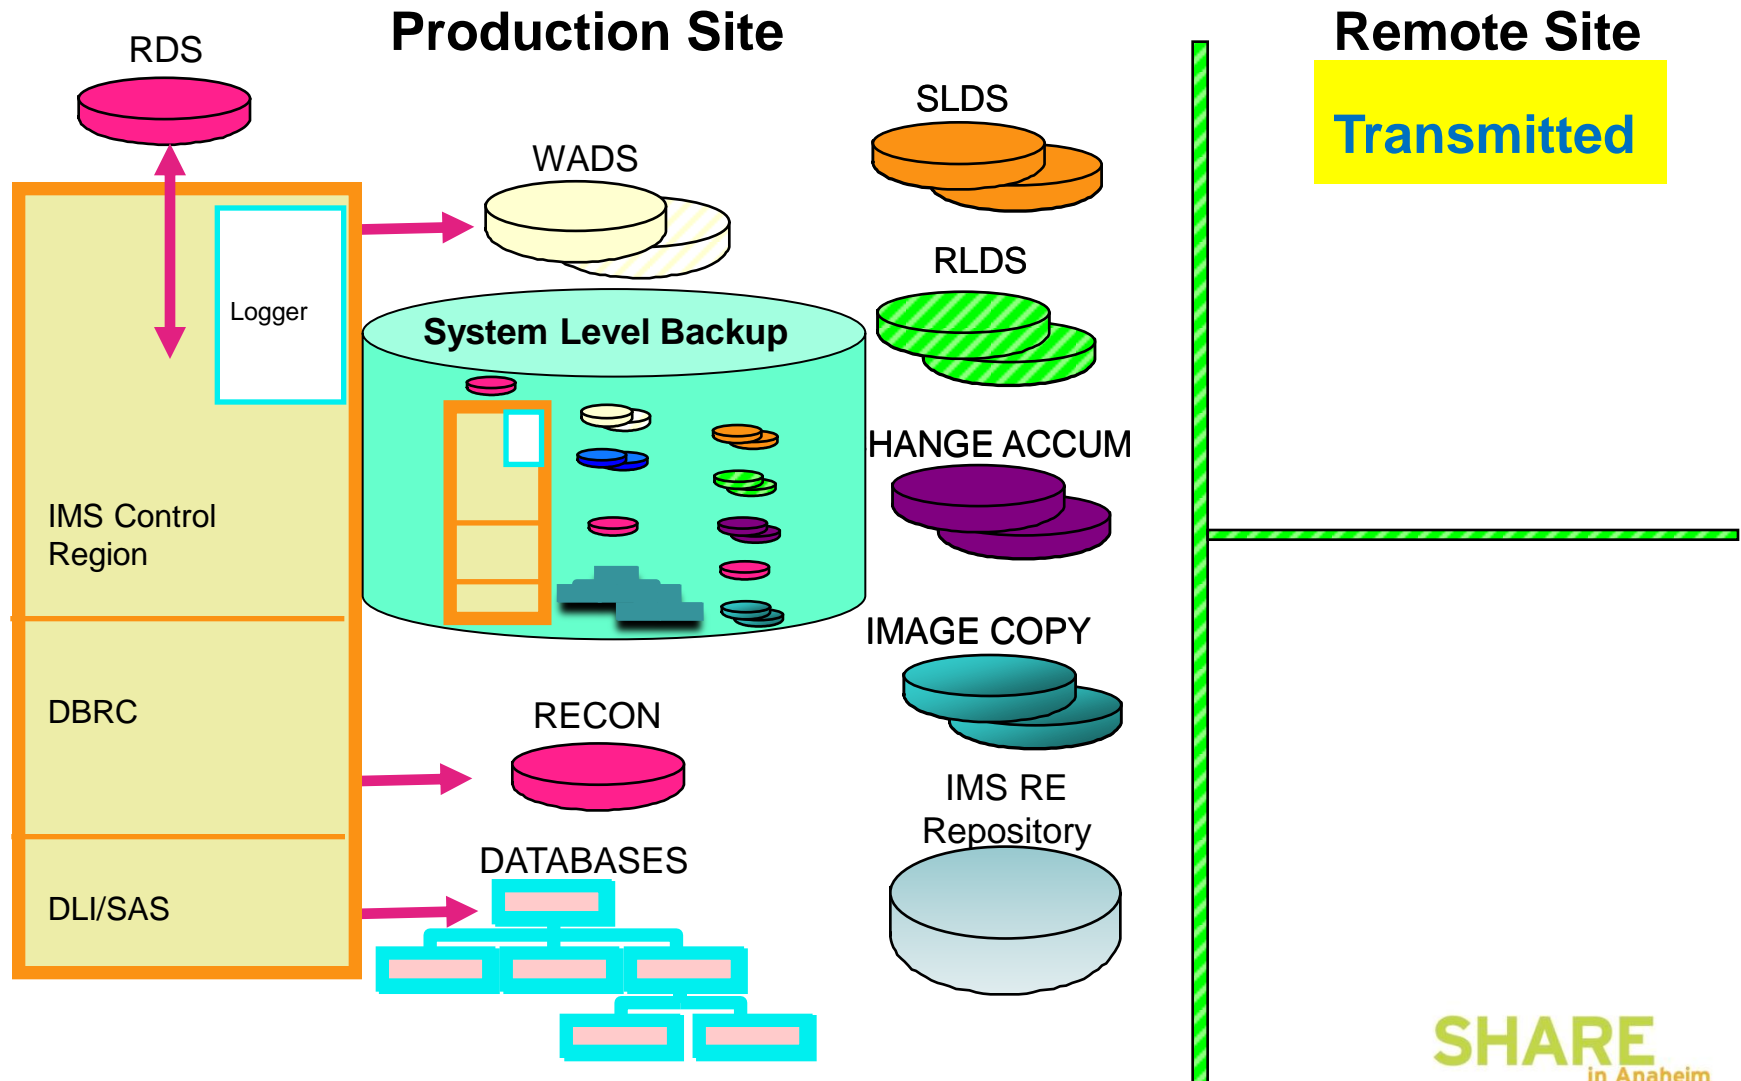 Production Site
Remote Site
RDS
Transmitted
SLDS
WADS
RLDS
Logger
System Level Backup
HANGE ACCUM
IMS Control
Region
IMAGE COPY
DBRC
RECON
IMS RE
Repository
DATABASES
DLI/SAS
SHARE
in Anaheim